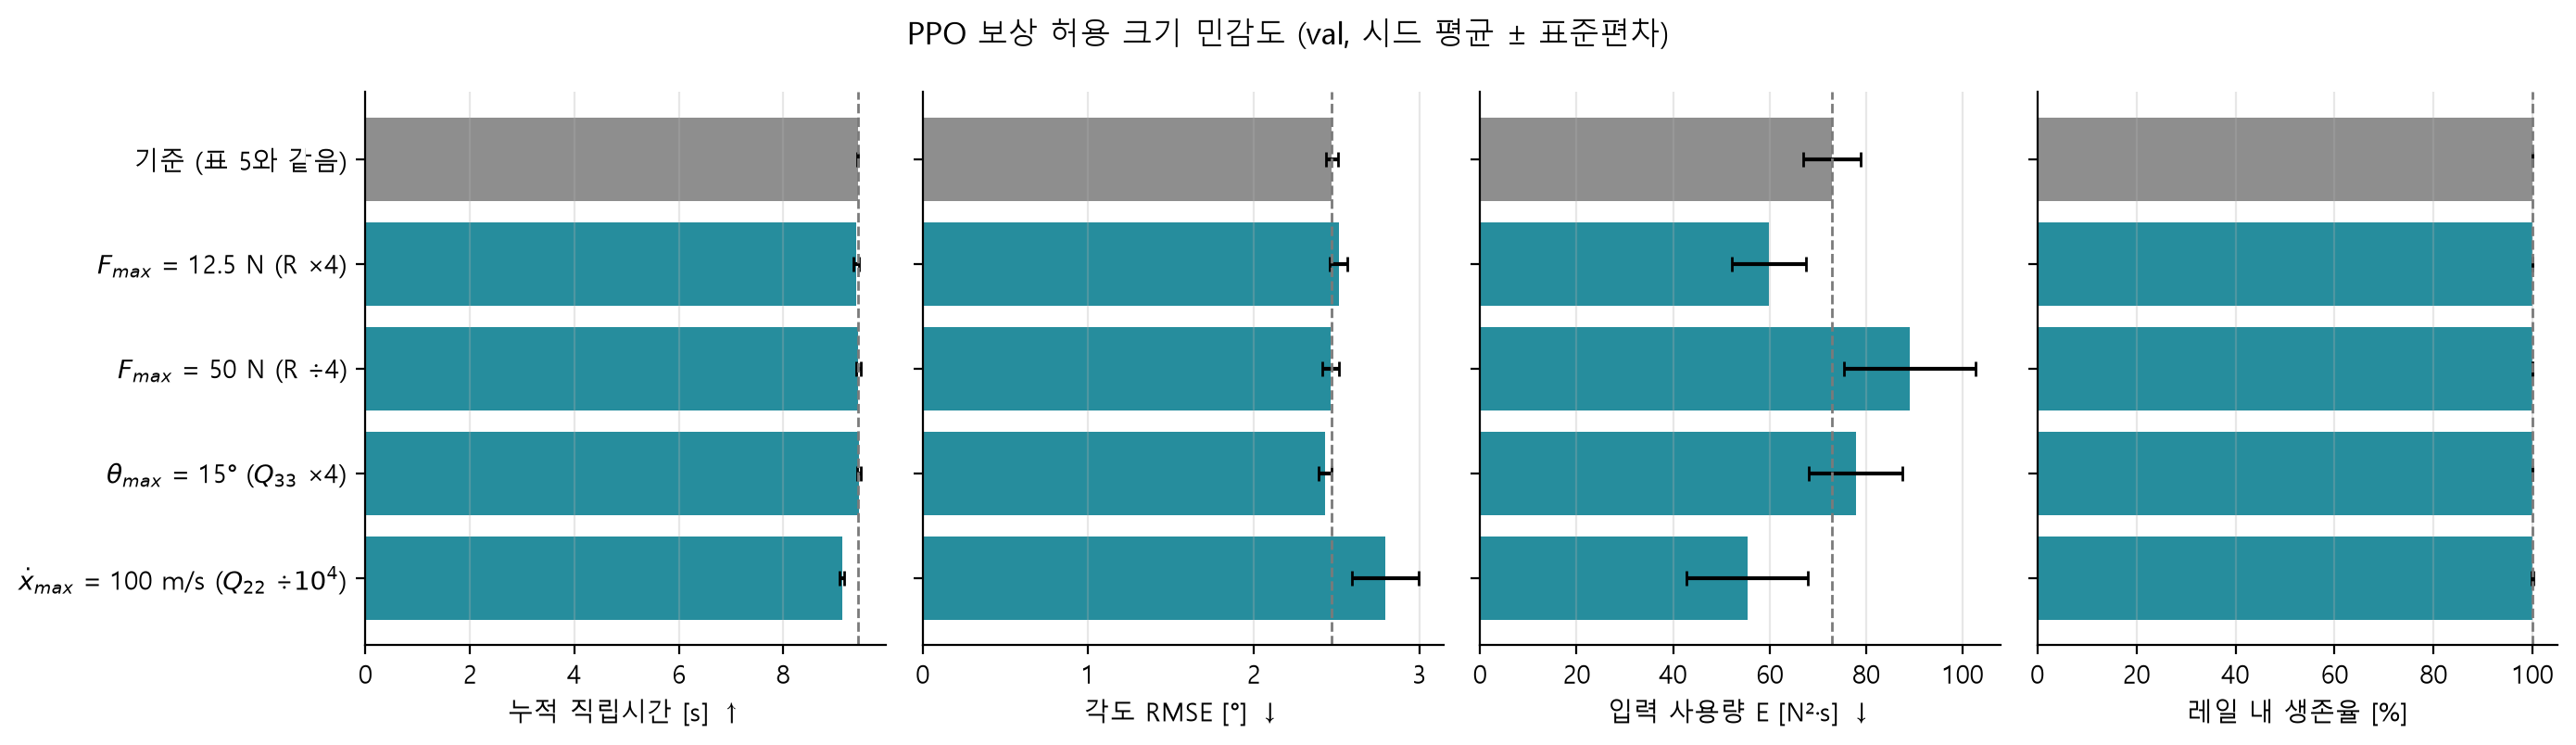 PPO 보상 허용 크기 민감도 (val, 시드 평균 ± 표준편차)
기준 (표 5와 같음)
F_max = 12.5 N (R ×4)
F_max = 50 N (R ÷4)
θ_max = 15° (Q₃₃ ×4)
ẋ_max = 100 m/s (Q₂₂ ÷10⁴)
0 2 4 6 8
누적 직립시간 [s] ↑
0 1 2 3
각도 RMSE [°] ↓
0 20 40 60 80 100
입력 사용량 E [N²·s] ↓
0 20 40 60 80 100
레일 내 생존율 [%]